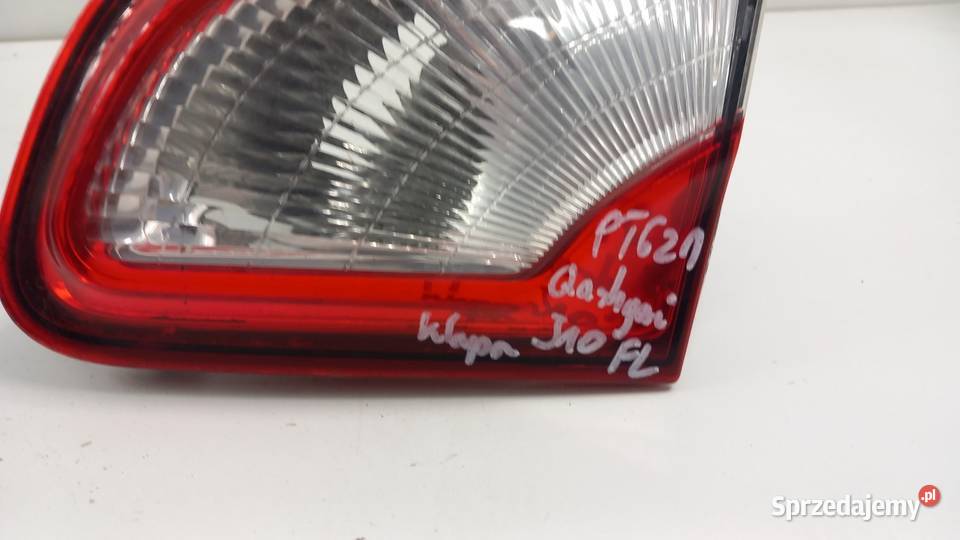 PT621
Qashqai
Klapa J10 FL
Sprzedajemy.pl